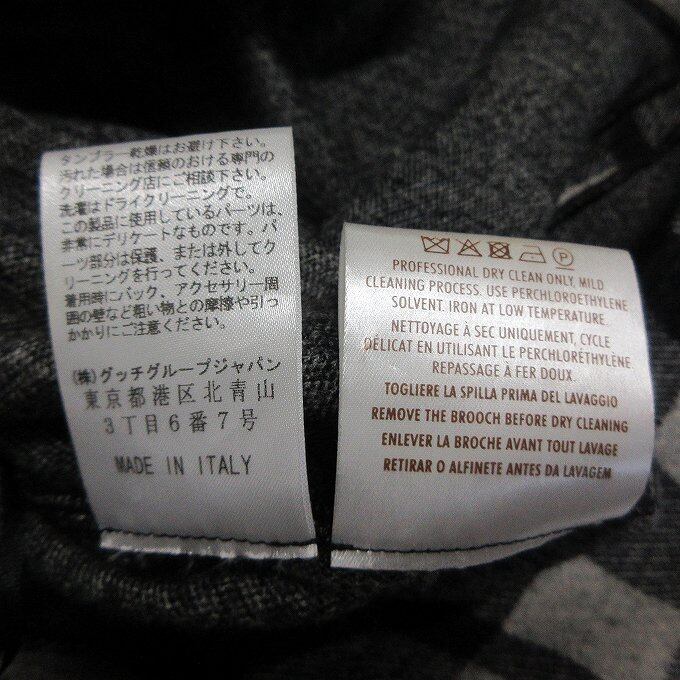 タンブラー乾燥はお避け下さい。
汚れた場合は信頼のおける専門の
クリーニング店にご相談下さい。
洗濯はドライクリーニングで。
この製品に使用しているパーツは、
非常にデリケートなものです。パ
ーツ部分は保護、または外してク
リーニングを行ってください。
着用時にバック、アクセサリー周
囲の壁など粗い物との摩擦や引っ
かかりにご注意ください。
(株)グッチグループジャパン
東京都港区北青山
3丁目6番7号
MADE IN ITALY
PROFESSIONAL DRY CLEAN ONLY, MILD
CLEANING PROCESS. USE PERCHLOROETHYLENE
SOLVENT. IRON AT LOW TEMPERATURE.
NETTOYAGE À SEC UNIQUEMENT, CYCLE
DÉLICAT EN UTILISANT LE PERCHLORÉTHYLÈNE.
REPASSAGE À FER DOUX.
TOGLIERE LA SPILLA PRIMA DEL LAVAGGIO
REMOVE THE BROOCH BEFORE DRY CLEANING
ENLEVER LA BROCHE AVANT TOUT LAVAGE
RETIRAR O ALFINETE ANTES DA LAVAGEM